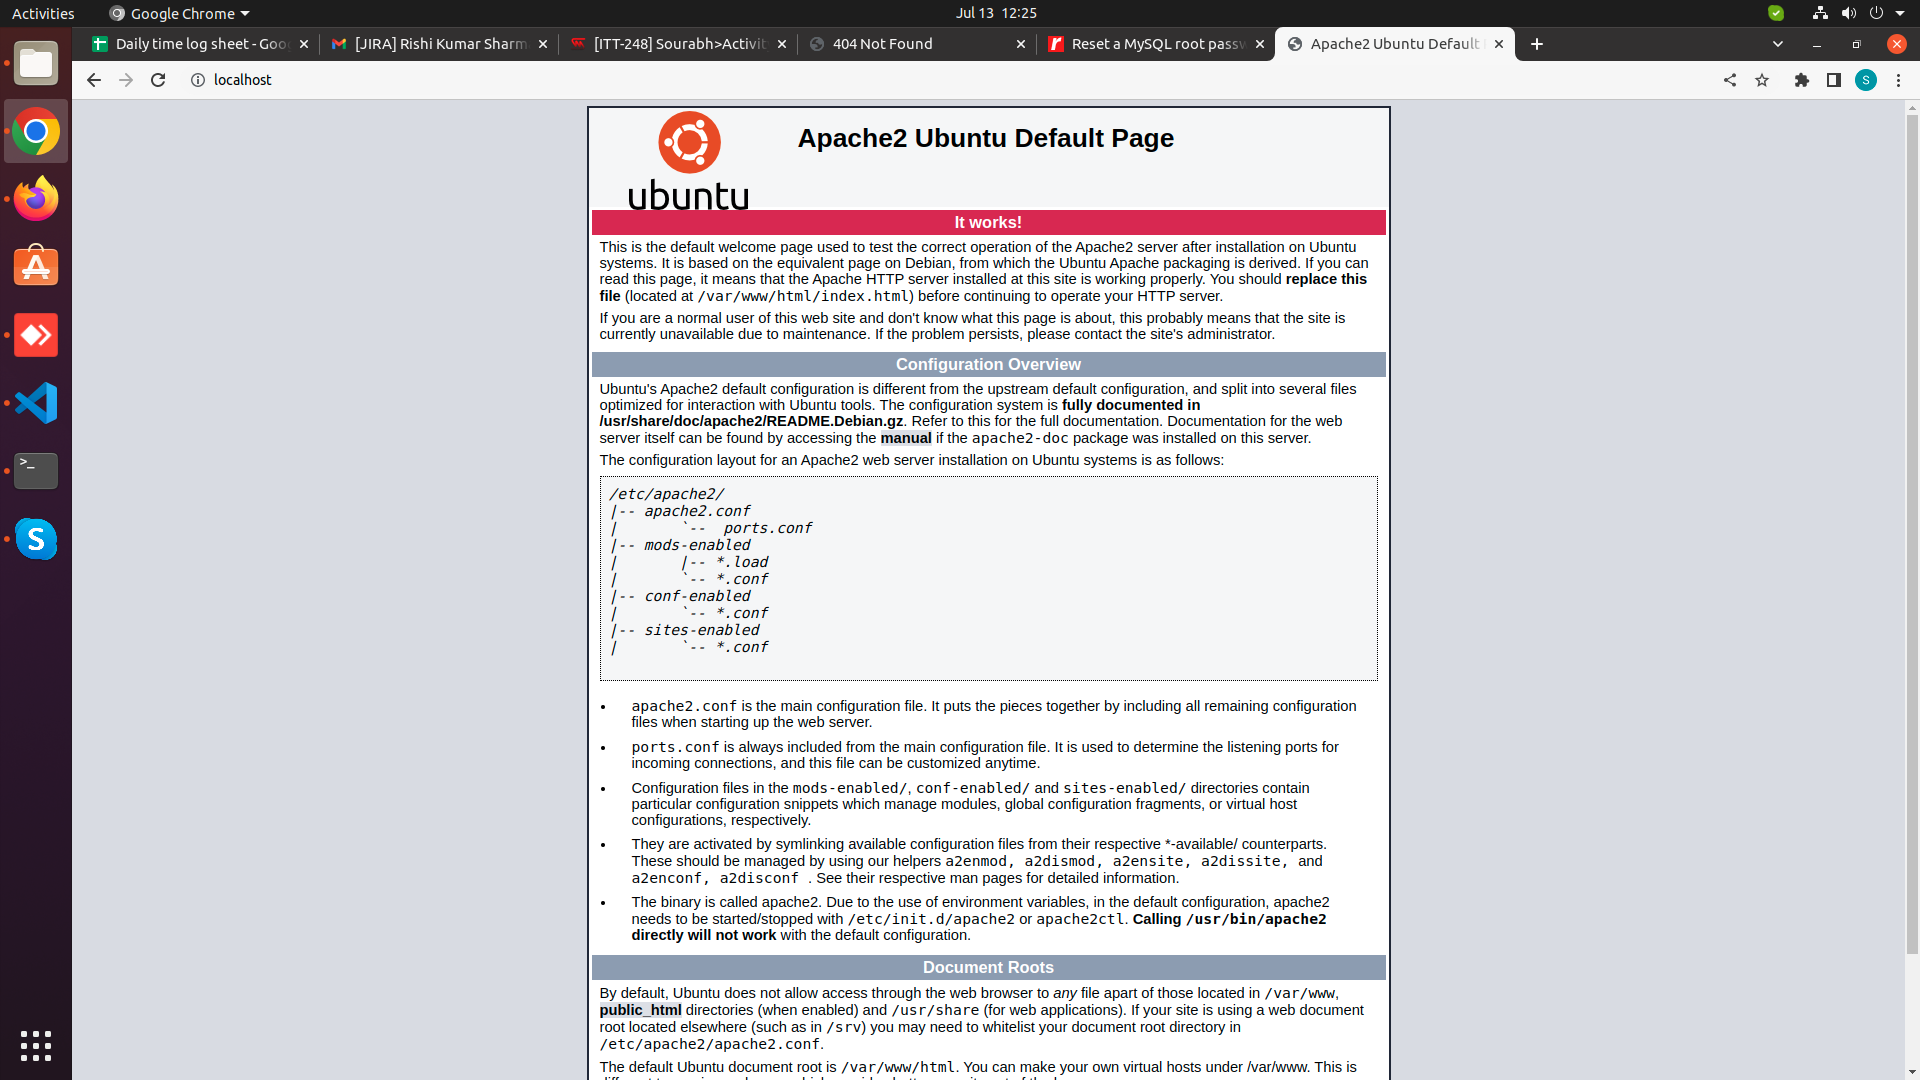 Activities
Google Chrome
Jul 13 12:25
Daily time log sheet - Goo
[JIRA] Rishi Kumar Sharm
[ITT-248] Sourabh>Activit
404 Not Found
Reset a MySQL root passw
Apache2 Ubuntu Default
localhost
S
ubuntu
Apache2 Ubuntu Default Page
It works!
This is the default welcome page used to test the correct operation of the Apache2 server after installation on Ubuntu
systems. It is based on the equivalent page on Debian, from which the Ubuntu Apache packaging is derived. If you can
read this page, it means that the Apache HTTP server installed at this site is working properly. You should replace this
file (located at /var/www/html/index.html) before continuing to operate your HTTP server.
If you are a normal user of this web site and don't know what this page is about, this probably means that the site is
currently unavailable due to maintenance. If the problem persists, please contact the site's administrator.
Configuration Overview
Ubuntu's Apache2 default configuration is different from the upstream default configuration, and split into several files
optimized for interaction with Ubuntu tools. The configuration system is fully documented in
/usr/share/doc/apache2/README.Debian.gz. Refer to this for the full documentation. Documentation for the web
server itself can be found by accessing the manual if the apache2-doc package was installed on this server.
The configuration layout for an Apache2 web server installation on Ubuntu systems is as follows:
/etc/apache2/
|-- apache2.conf
|       `--  ports.conf
|-- mods-enabled
|       |-- *.load
|       `-- *.conf
|-- conf-enabled
|       `-- *.conf
|-- sites-enabled
|       `-- *.conf
• apache2.conf is the main configuration file. It puts the pieces together by including all remaining configuration
files when starting up the web server.
• ports.conf is always included from the main configuration file. It is used to determine the listening ports for
incoming connections, and this file can be customized anytime.
• Configuration files in the mods-enabled/, conf-enabled/ and sites-enabled/ directories contain
particular configuration snippets which manage modules, global configuration fragments, or virtual host
configurations, respectively.
• They are activated by symlinking available configuration files from their respective *-available/ counterparts.
These should be managed by using our helpers a2enmod, a2dismod, a2ensite, a2dissite, and
a2enconf, a2disconf . See their respective man pages for detailed information.
• The binary is called apache2. Due to the use of environment variables, in the default configuration, apache2
needs to be started/stopped with /etc/init.d/apache2 or apache2ctl. Calling /usr/bin/apache2
directly will not work with the default configuration.
Document Roots
By default, Ubuntu does not allow access through the web browser to any file apart of those located in /var/www,
public_html directories (when enabled) and /usr/share (for web applications). If your site is using a web document
root located elsewhere (such as in /srv) you may need to whitelist your document root directory in
/etc/apache2/apache2.conf.
The default Ubuntu document root is /var/www/html. You can make your own virtual hosts under /var/www. This is